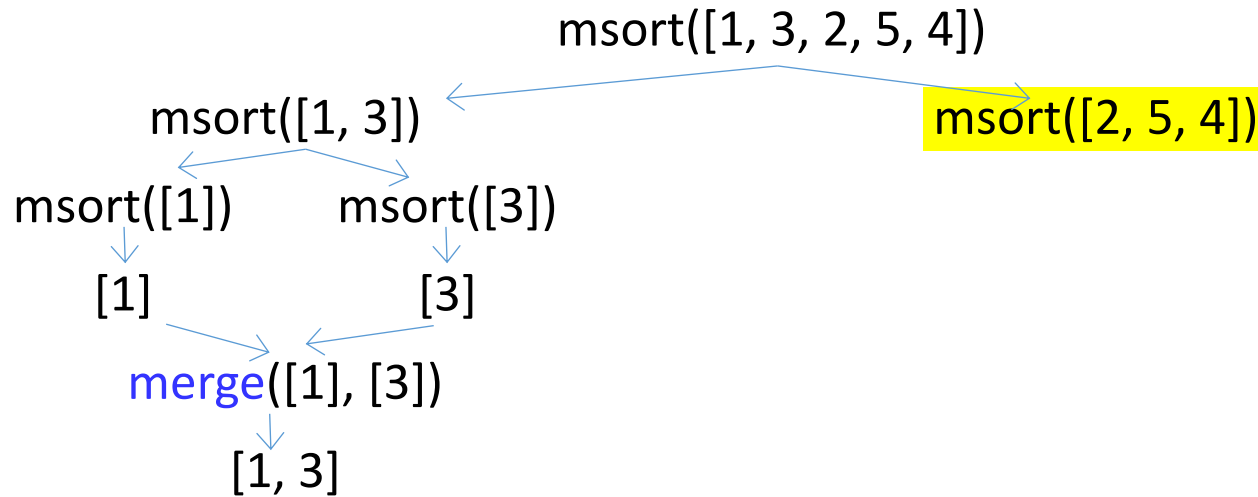 msort([1, 3, 2, 5, 4])
msort([1, 3])
msort([2, 5, 4])
msort([1])
msort([3])
[1]
[3]
merge([1], [3])
[1, 3]